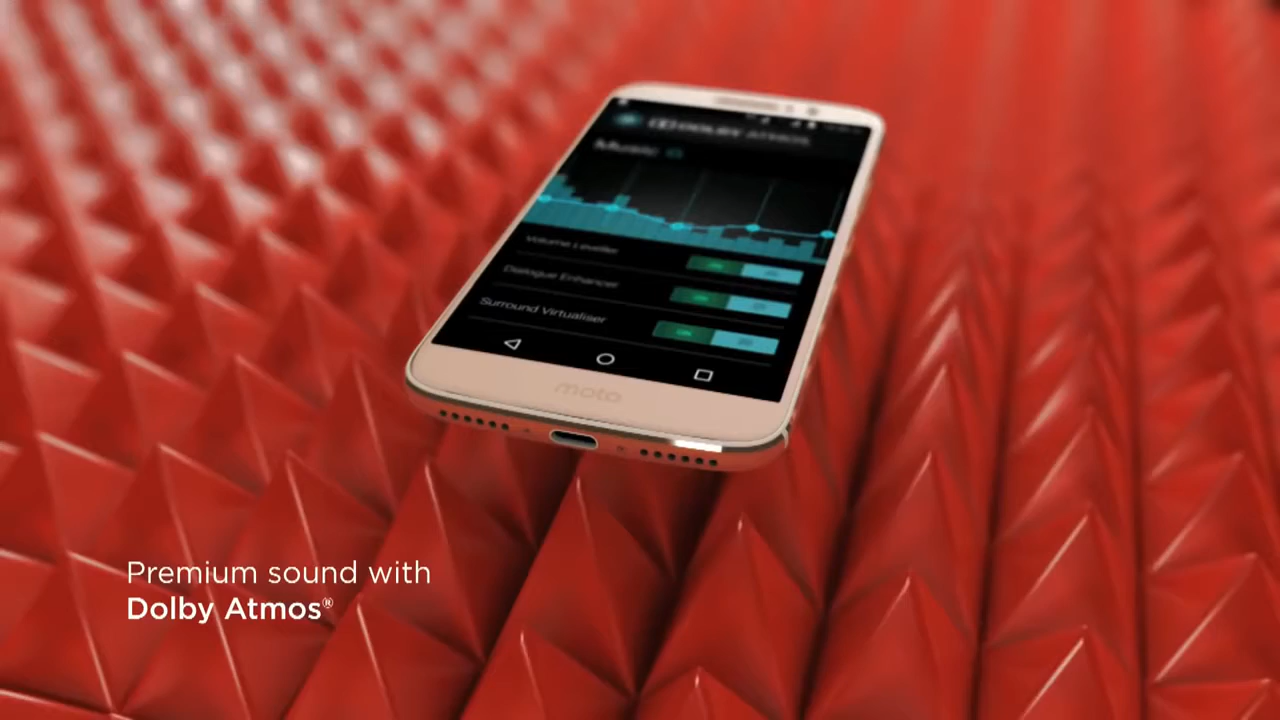 DOLBY ATMOS
Music
Volume Leveller
Dialogue Enhancer
Surround Virtualiser
moto
Premium sound with
Dolby Atmos®